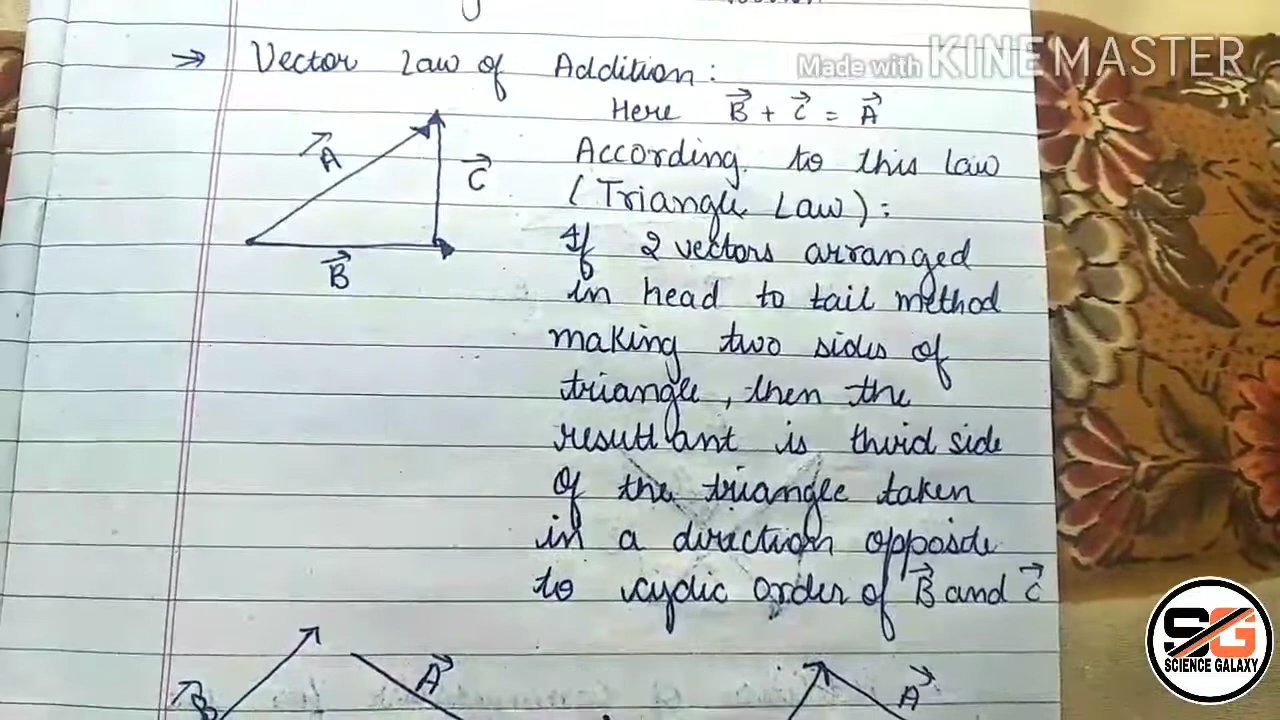 → Vector Law of Addition:
Made with KINEMASTER
Here B⃗ + C⃗ = A⃗
A⃗
C⃗
B⃗
According to this law
(Triangle Law):
If 2 vectors arranged
in head to tail method
making two sides of
triangle, then the
resultant is third side
of the triangle taken
in a direction opposite
to cyclic order of B⃗ and C⃗
B⃗
A⃗
A⃗
SG
SCIENCE GALAXY